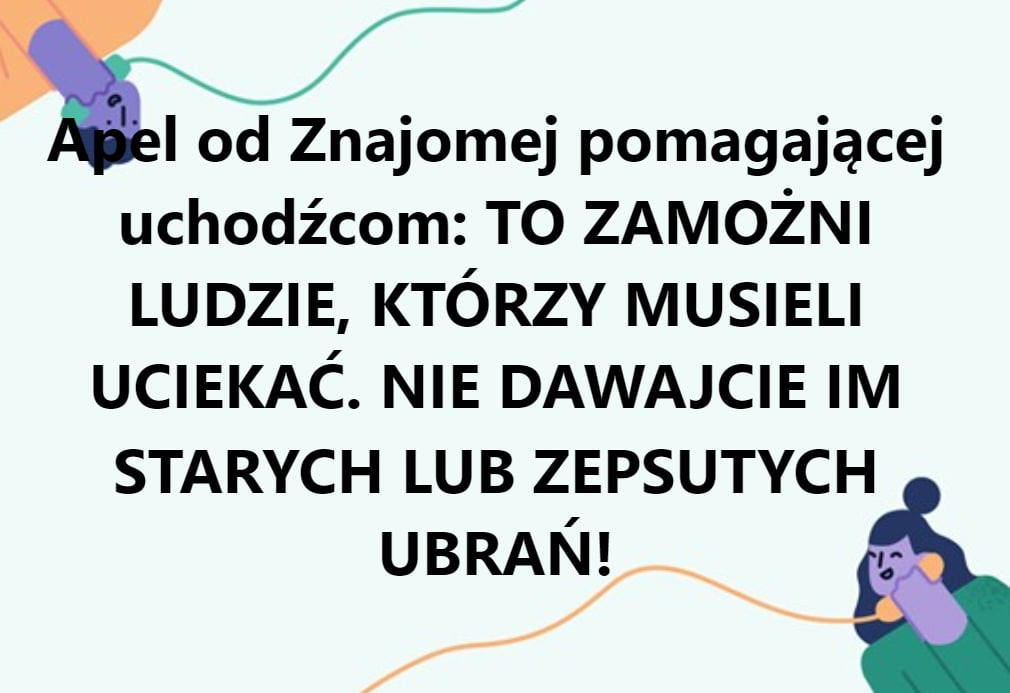 Apel od Znajomej pomagającej
uchodźcom: TO ZAMOŻNI
LUDZIE, KTÓRZY MUSIELI
UCIEKAĆ. NIE DAWAJCIE IM
STARYCH LUB ZEPSUTYCH
UBRAŃ!